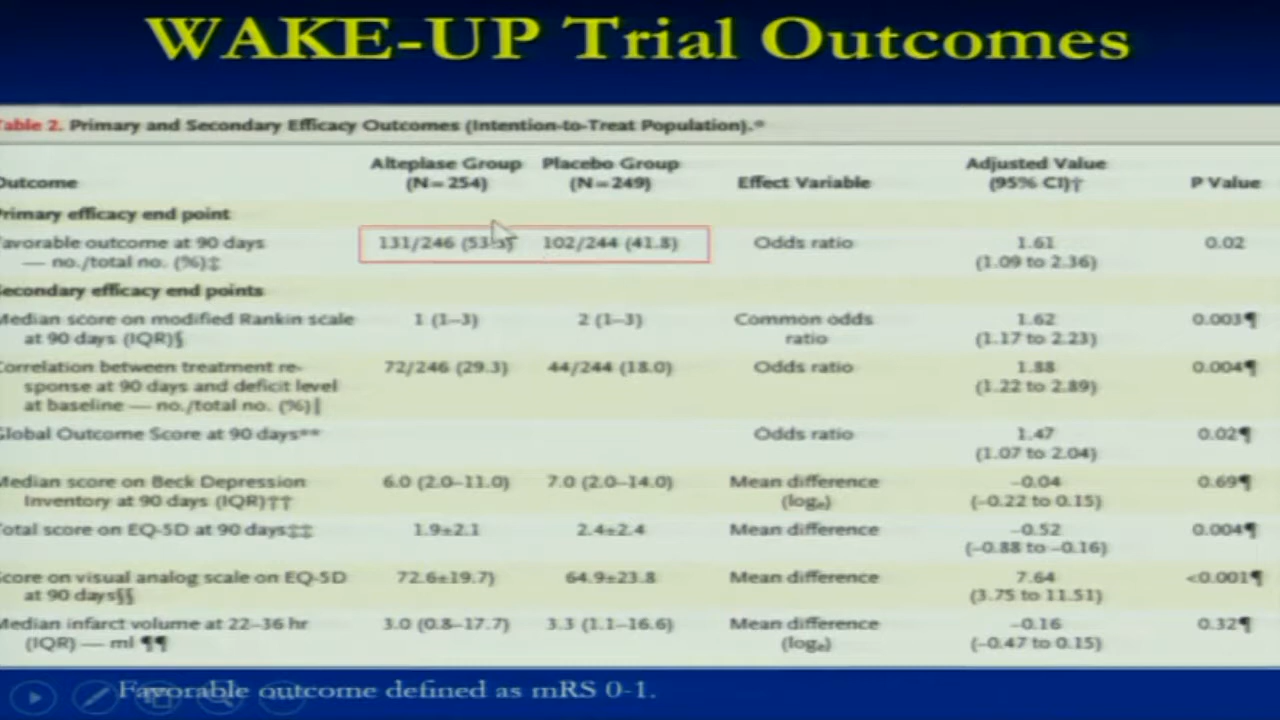 WAKE-UP Trial Outcomes
Table 2. Primary and Secondary Efficacy Outcomes (Intention-to-Treat Population).*
Outcome Alteplase Group (N=254) Placebo Group (N=249) Effect Variable Adjusted Value (95% CI)† P Value
Primary efficacy end point
Favorable outcome at 90 days 131/246 (53.3) 102/244 (41.8) Odds ratio 1.61 0.02
— no./total no. (%)‡ (1.09 to 2.36)
Secondary efficacy end points
Median score on modified Rankin scale 1 (1–3) 2 (1–3) Common odds 1.62 0.003¶
at 90 days (IQR)§ ratio (1.17 to 2.23)
Correlation between treatment re- 72/246 (29.3) 44/244 (18.0) Odds ratio 1.88 0.004¶
sponse at 90 days and deficit level (1.22 to 2.89)
at baseline — no./total no. (%)‖
Global Outcome Score at 90 days** Odds ratio 1.47 0.02¶
(1.07 to 2.04)
Median score on Beck Depression 6.0 (2.0–11.0) 7.0 (2.0–14.0) Mean difference –0.04 0.69¶
Inventory at 90 days (IQR)†† (logₑ) (–0.22 to 0.15)
Total score on EQ-5D at 90 days‡‡ 1.9±2.1 2.4±2.4 Mean difference –0.52 0.004¶
(–0.88 to –0.16)
Score on visual analog scale on EQ-5D 72.6±19.7) 64.9±23.8 Mean difference 7.64 <0.001¶
at 90 days§§ (3.75 to 11.51)
Median infarct volume at 22–36 hr 3.0 (0.8–17.7) 3.3 (1.1–16.6) Mean difference –0.16 0.32¶
(IQR) — ml ¶¶ (logₑ) (–0.47 to 0.15)
Favorable outcome defined as mRS 0-1.